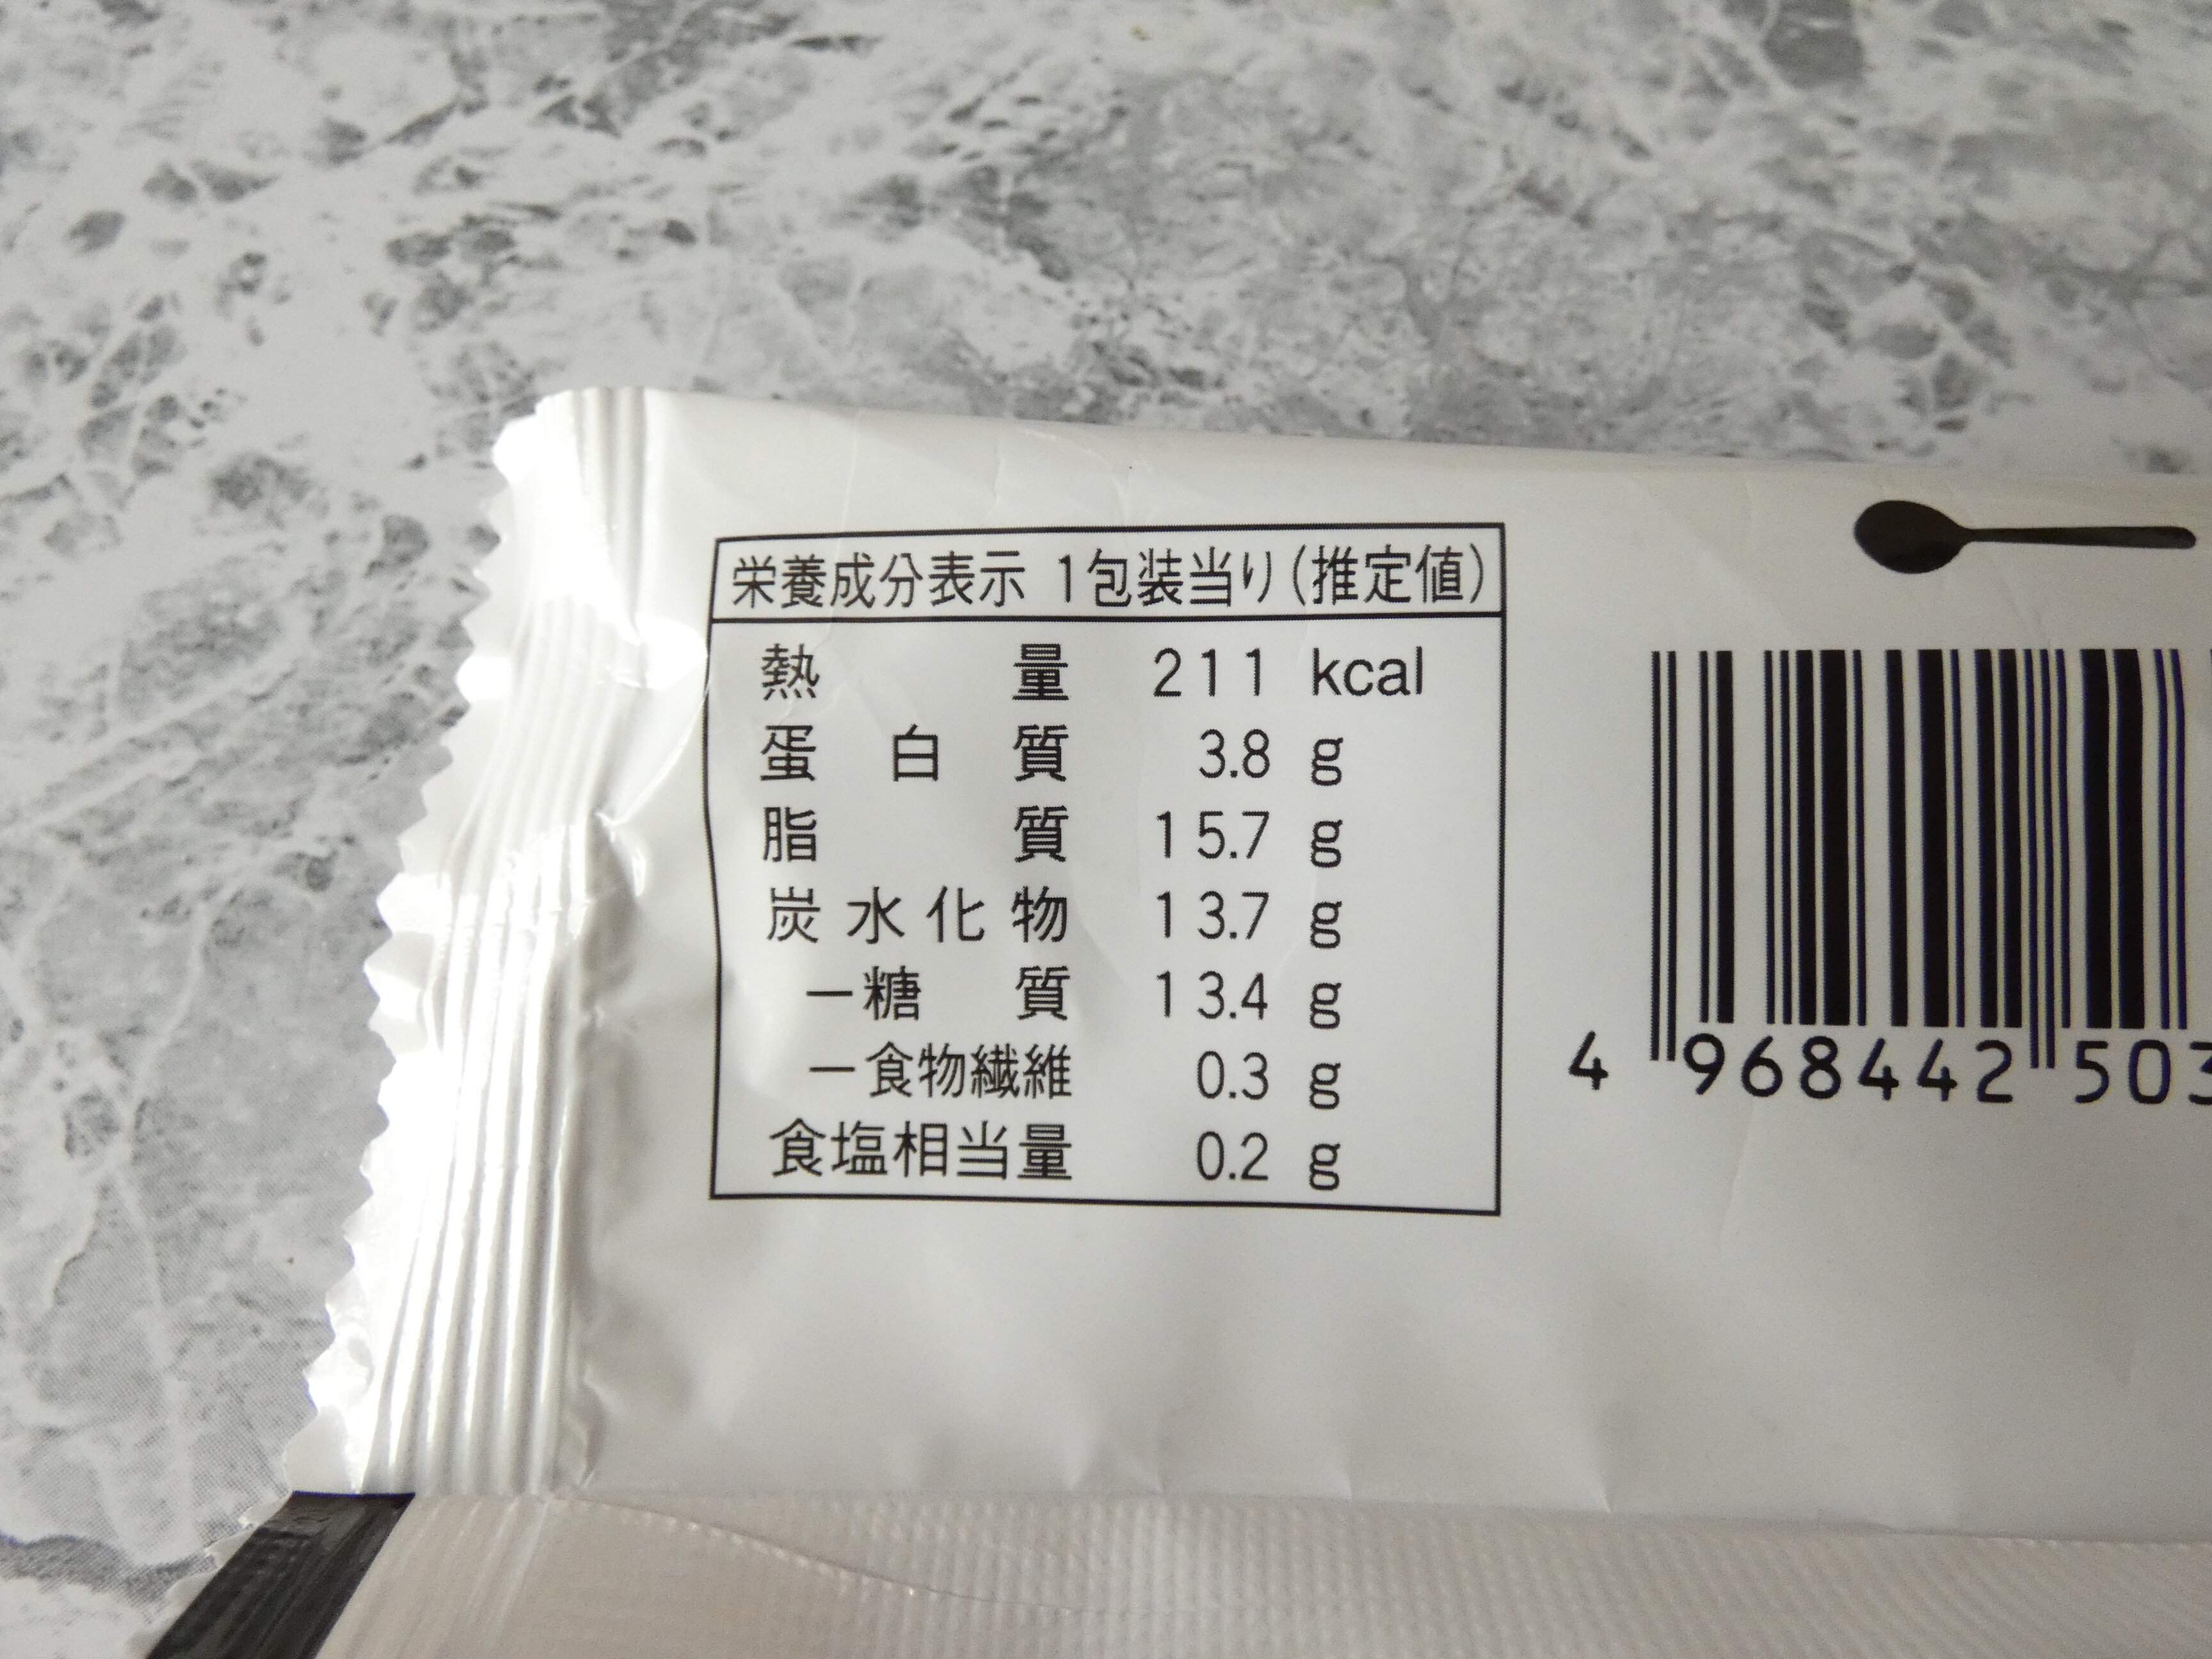 栄養成分表示 1包装当り(推定値)
熱量 211 kcal
蛋白質 3.8 g
脂質 15.7 g
炭水化物 13.7 g
ー糖質 13.4 g
ー食物繊維 0.3 g
食塩相当量 0.2 g
4 968442 503